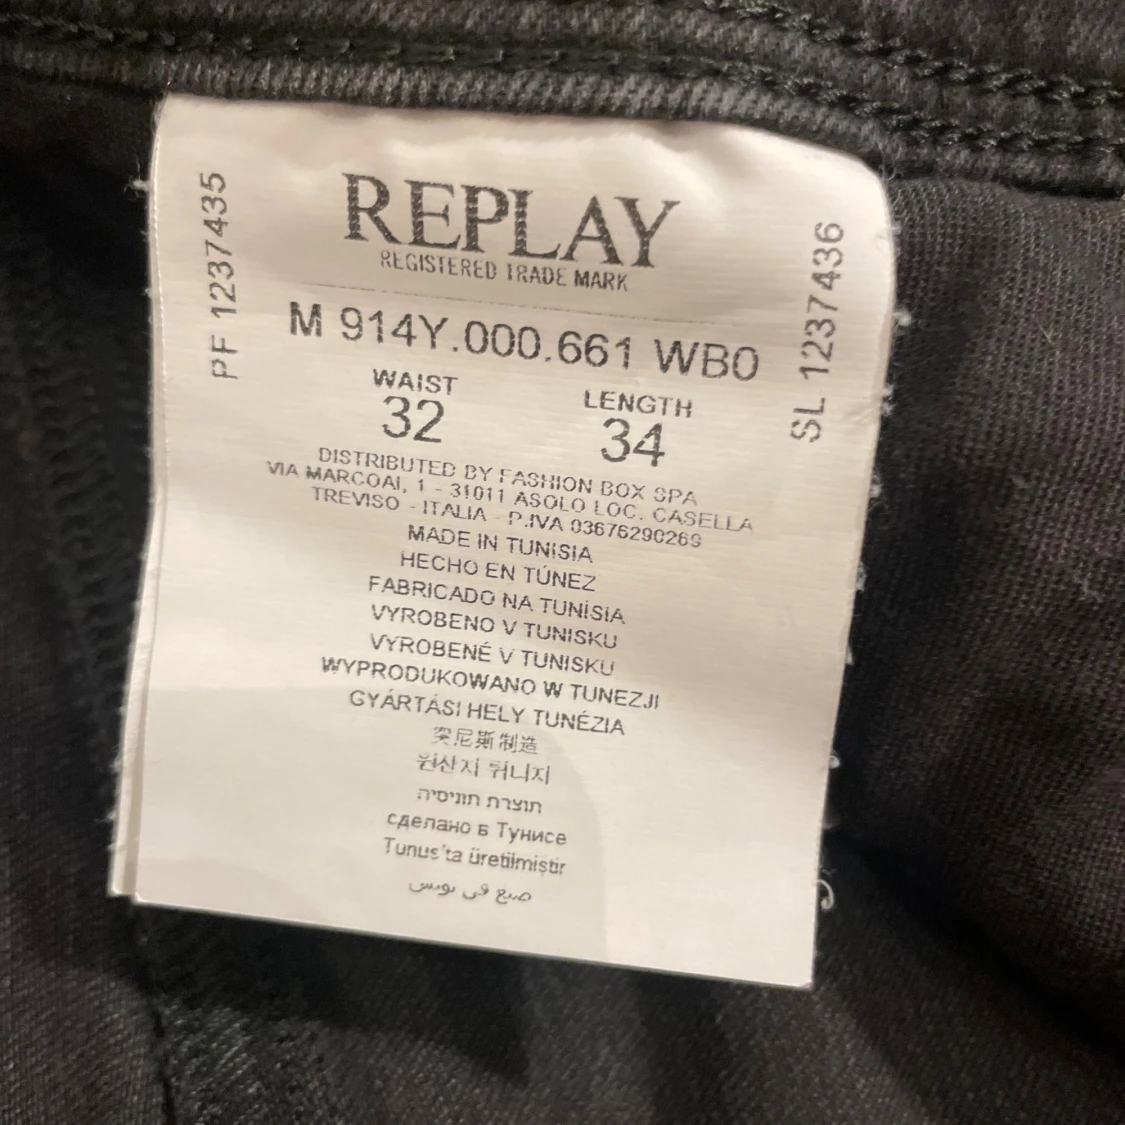 REPLAY
REGISTERED TRADE MARK
PF 1237435
SL 1237436
M 914Y.000.661 WB0
WAIST LENGTH
32 34
DISTRIBUTED BY FASHION BOX SPA
VIA MARCOAI, 1 - 31011 ASOLO LOC. CASELLA
TREVISO - ITALIA - P.IVA 03676290269
MADE IN TUNISIA
HECHO EN TÚNEZ
FABRICADO NA TUNÍSIA
VYROBENO V TUNISKU
VYROBENÉ V TUNISKU
WYPRODUKOWANO W TUNEZJI
GYÁRTÁSI HELY TUNÉZIA
突尼斯制造
원산지 튀니지
תוצרת תוניסיה
сделано в Тунисе
Tunus'ta üretilmiştir
صنع في تونس